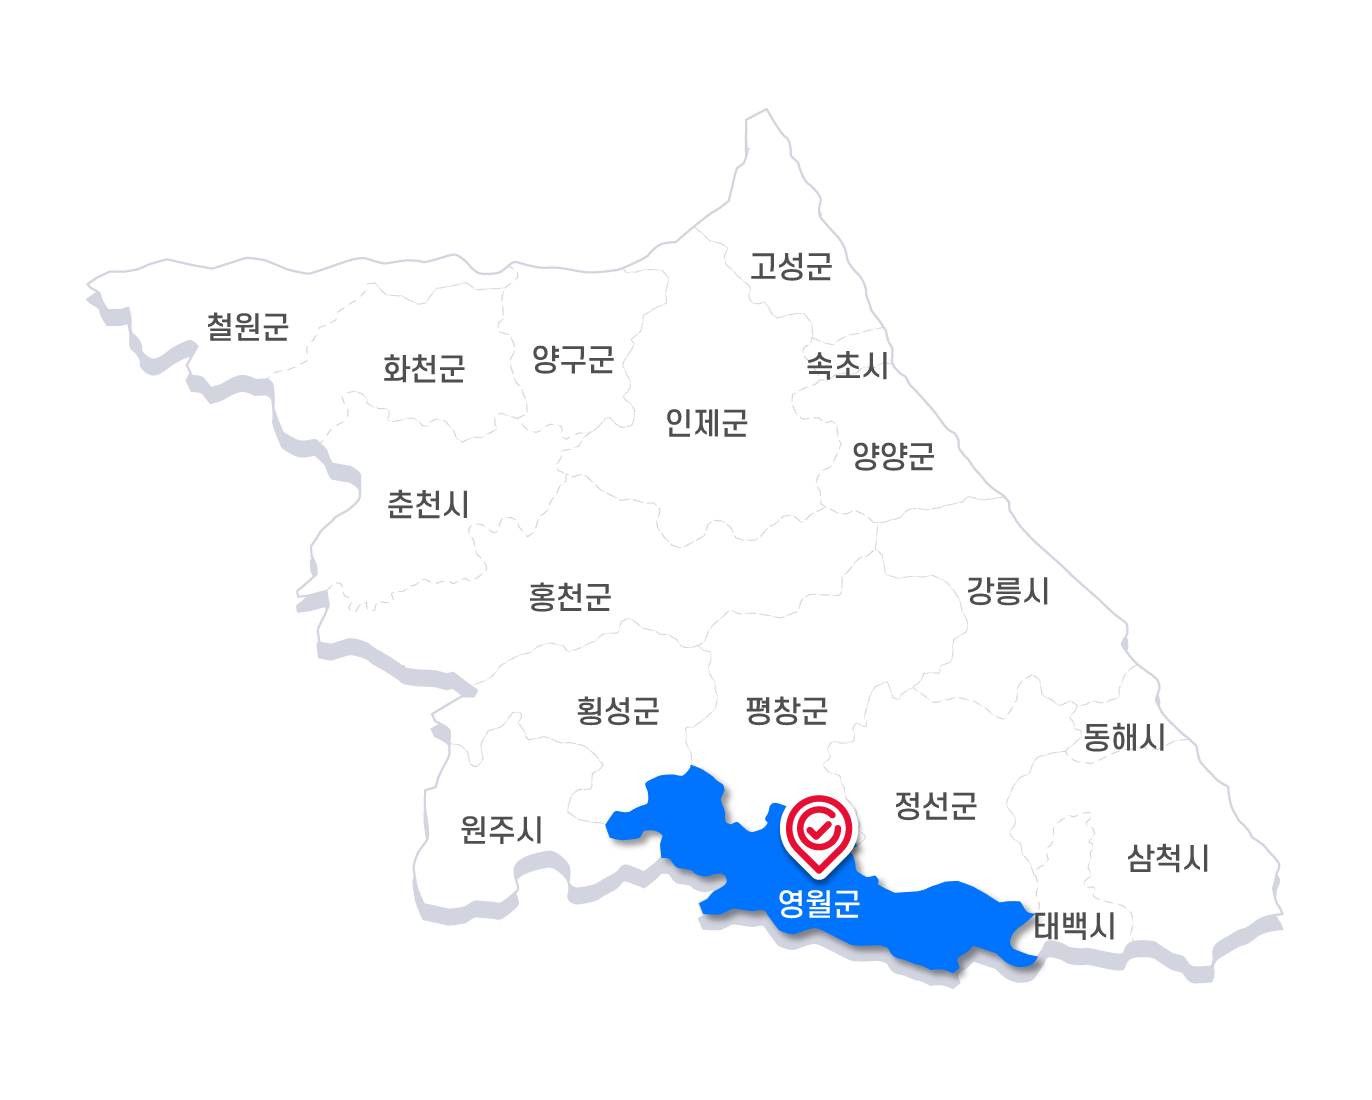 고성군
철원군
화천군
양구군
속초시
인제군
양양군
춘천시
홍천군
강릉시
횡성군
평창군
동해시
정선군
원주시
삼척시
영월군
태백시